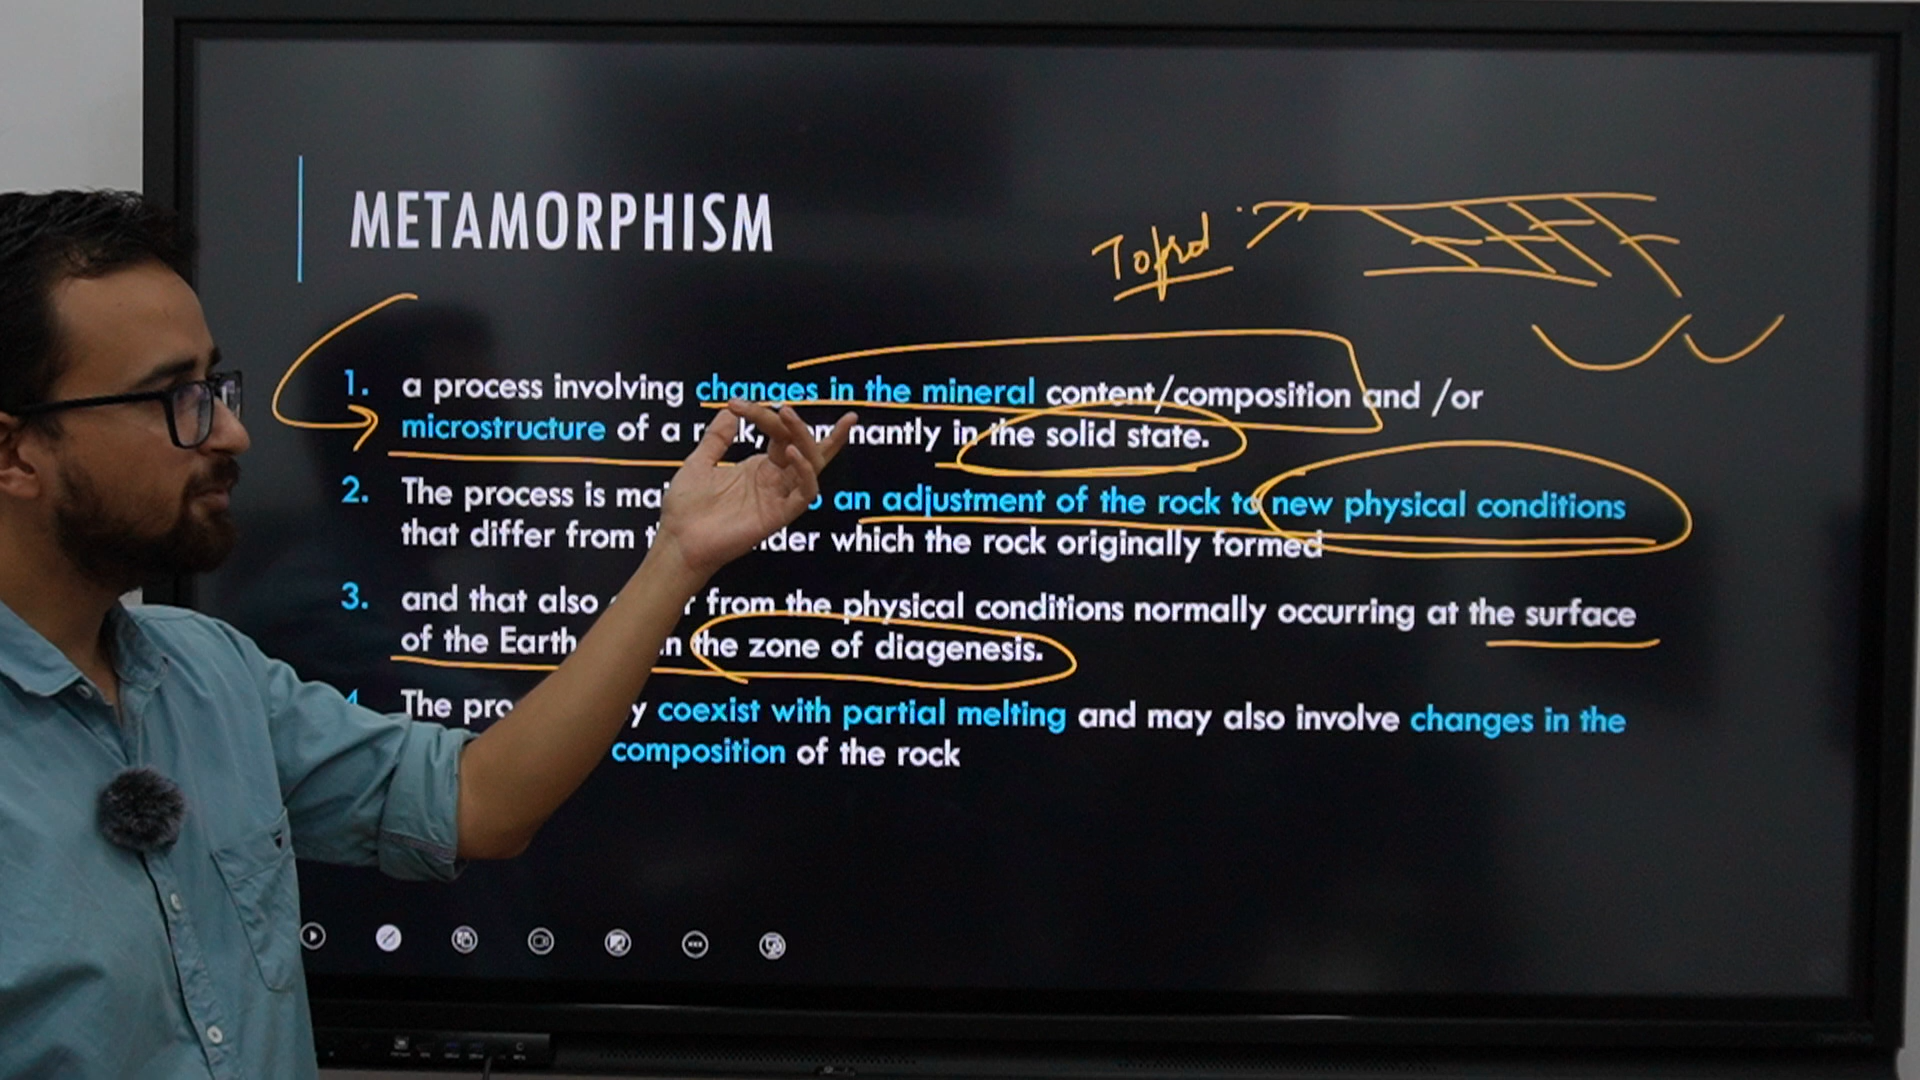 METAMORPHISM
1. a process involving changes in the mineral content/composition and /or
microstructure of a in the solid state.
2. The process is an adjustment of the rock to new physical conditions
that differ from which the rock originally formed
3. and that also from the physical conditions normally occurring at the surface
of the Earth the zone of diagenesis.
The coexist with partial melting and may also involve changes in the
composition of the rock